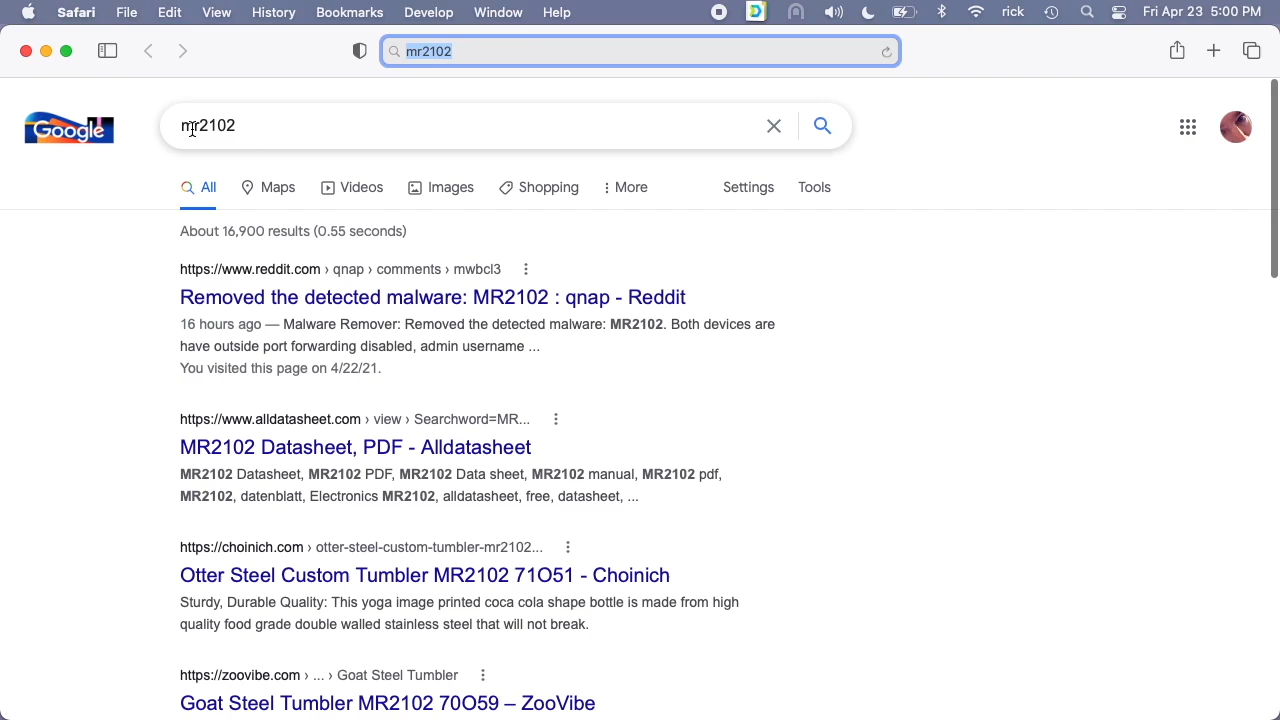 Safari File Edit View History Bookmarks Develop Window Help rick Fri Apr 23 5:00 PM
mr2102
Google mr2102
All Maps Videos Images Shopping More Settings Tools
About 16,900 results (0.55 seconds)
https://www.reddit.com › qnap › comments › mwbcl3
Removed the detected malware: MR2102 : qnap - Reddit
16 hours ago — Malware Remover: Removed the detected malware: MR2102. Both devices are
have outside port forwarding disabled, admin username ...
You visited this page on 4/22/21.
https://www.alldatasheet.com › view › Searchword=MR...
MR2102 Datasheet, PDF - Alldatasheet
MR2102 Datasheet, MR2102 PDF, MR2102 Data sheet, MR2102 manual, MR2102 pdf,
MR2102, datenblatt, Electronics MR2102, alldatasheet, free, datasheet, ...
https://choinich.com › otter-steel-custom-tumbler-mr2102...
Otter Steel Custom Tumbler MR2102 71O51 - Choinich
Sturdy, Durable Quality: This yoga image printed coca cola shape bottle is made from high
quality food grade double walled stainless steel that will not break.
https://zoovibe.com › ... › Goat Steel Tumbler
Goat Steel Tumbler MR2102 70O59 – ZooVibe